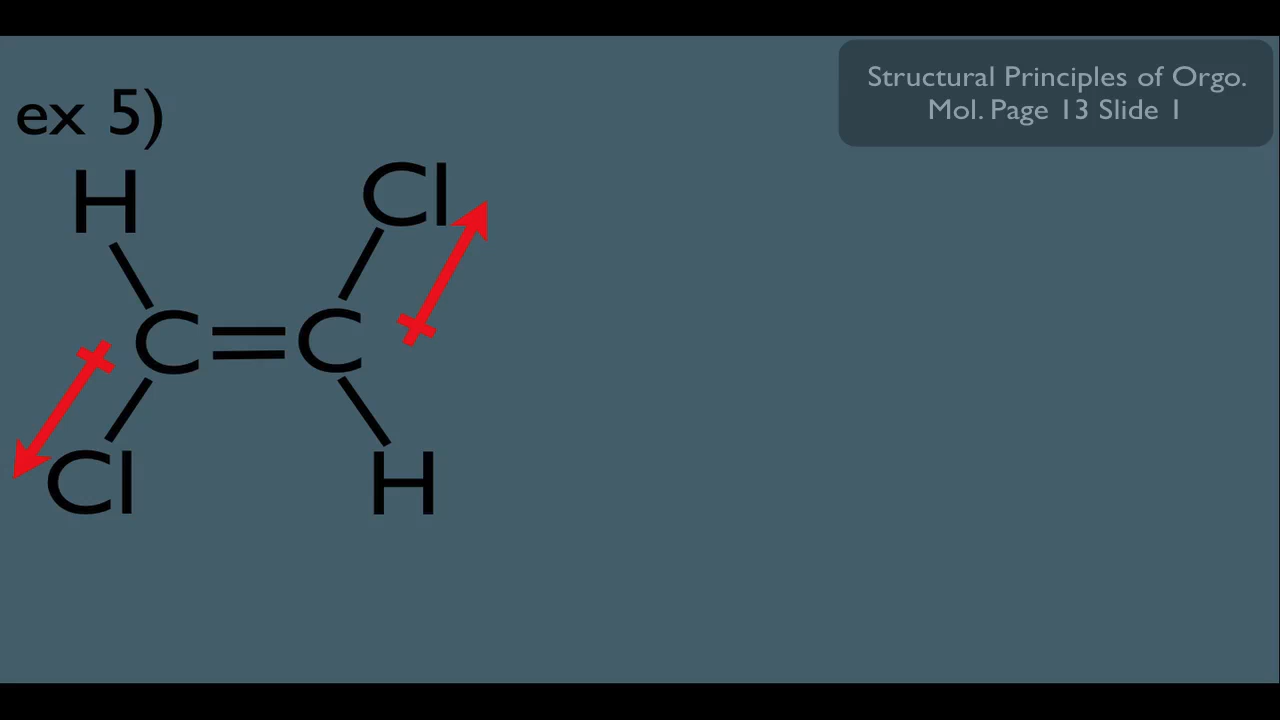 Structural Principles of Orgo.
Mol. Page 13 Slide 1
ex 5)
H Cl
C=C
Cl H